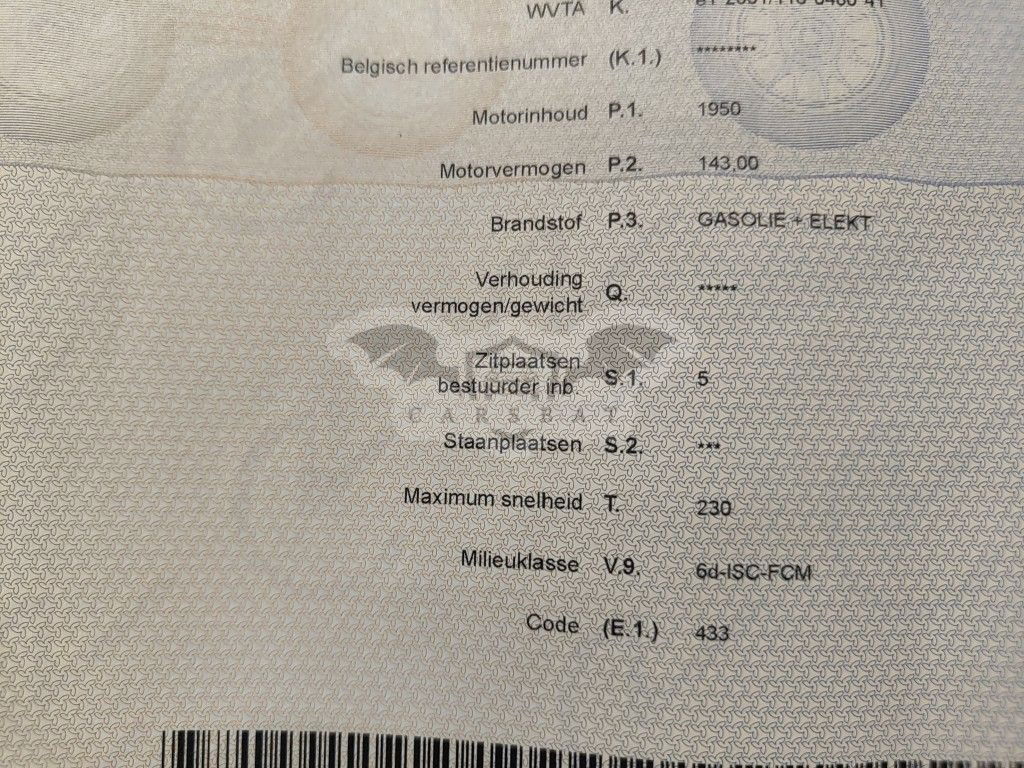 WVTA K.
Belgisch referentienummer (K.1.) ********
Motorinhoud P.1. 1950
Motorvermogen P.2. 143,00
Brandstof P.3. GASOLIE + ELEKT
Verhouding
vermogen/gewicht Q. *****
Zitplaatsen
bestuurder inb. S.1. 5
CARSBAT
Staanplaatsen S.2. ***
Maximum snelheid T. 230
Milieuklasse V.9. 6d-ISC-FCM
Code (E.1.) 433